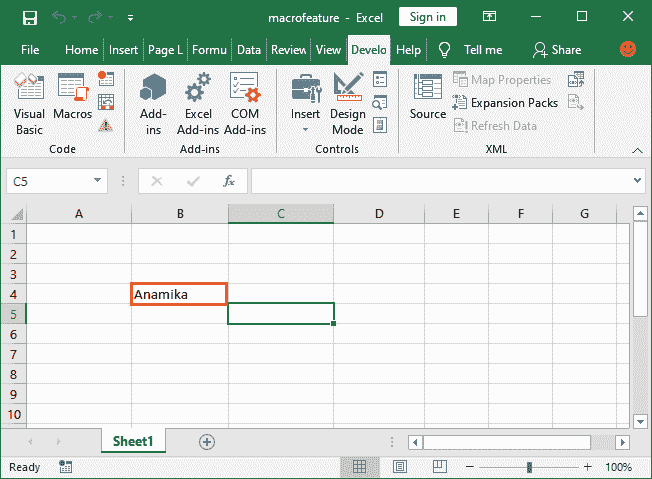 macrofeature - Excel
Sign in
File Home Insert Page L Formu Data Review View Develo Help Tell me Share
Visual Basic
Macros
Code
Add-ins
Excel Add-ins
COM Add-ins
Add-ins
Insert
Design Mode
Controls
Source
Map Properties
Expansion Packs
Refresh Data
XML
C5
fx
A B C D E F G
1
2
3
4 Anamika
5
6
7
8
9
10
Sheet1
Ready 100%